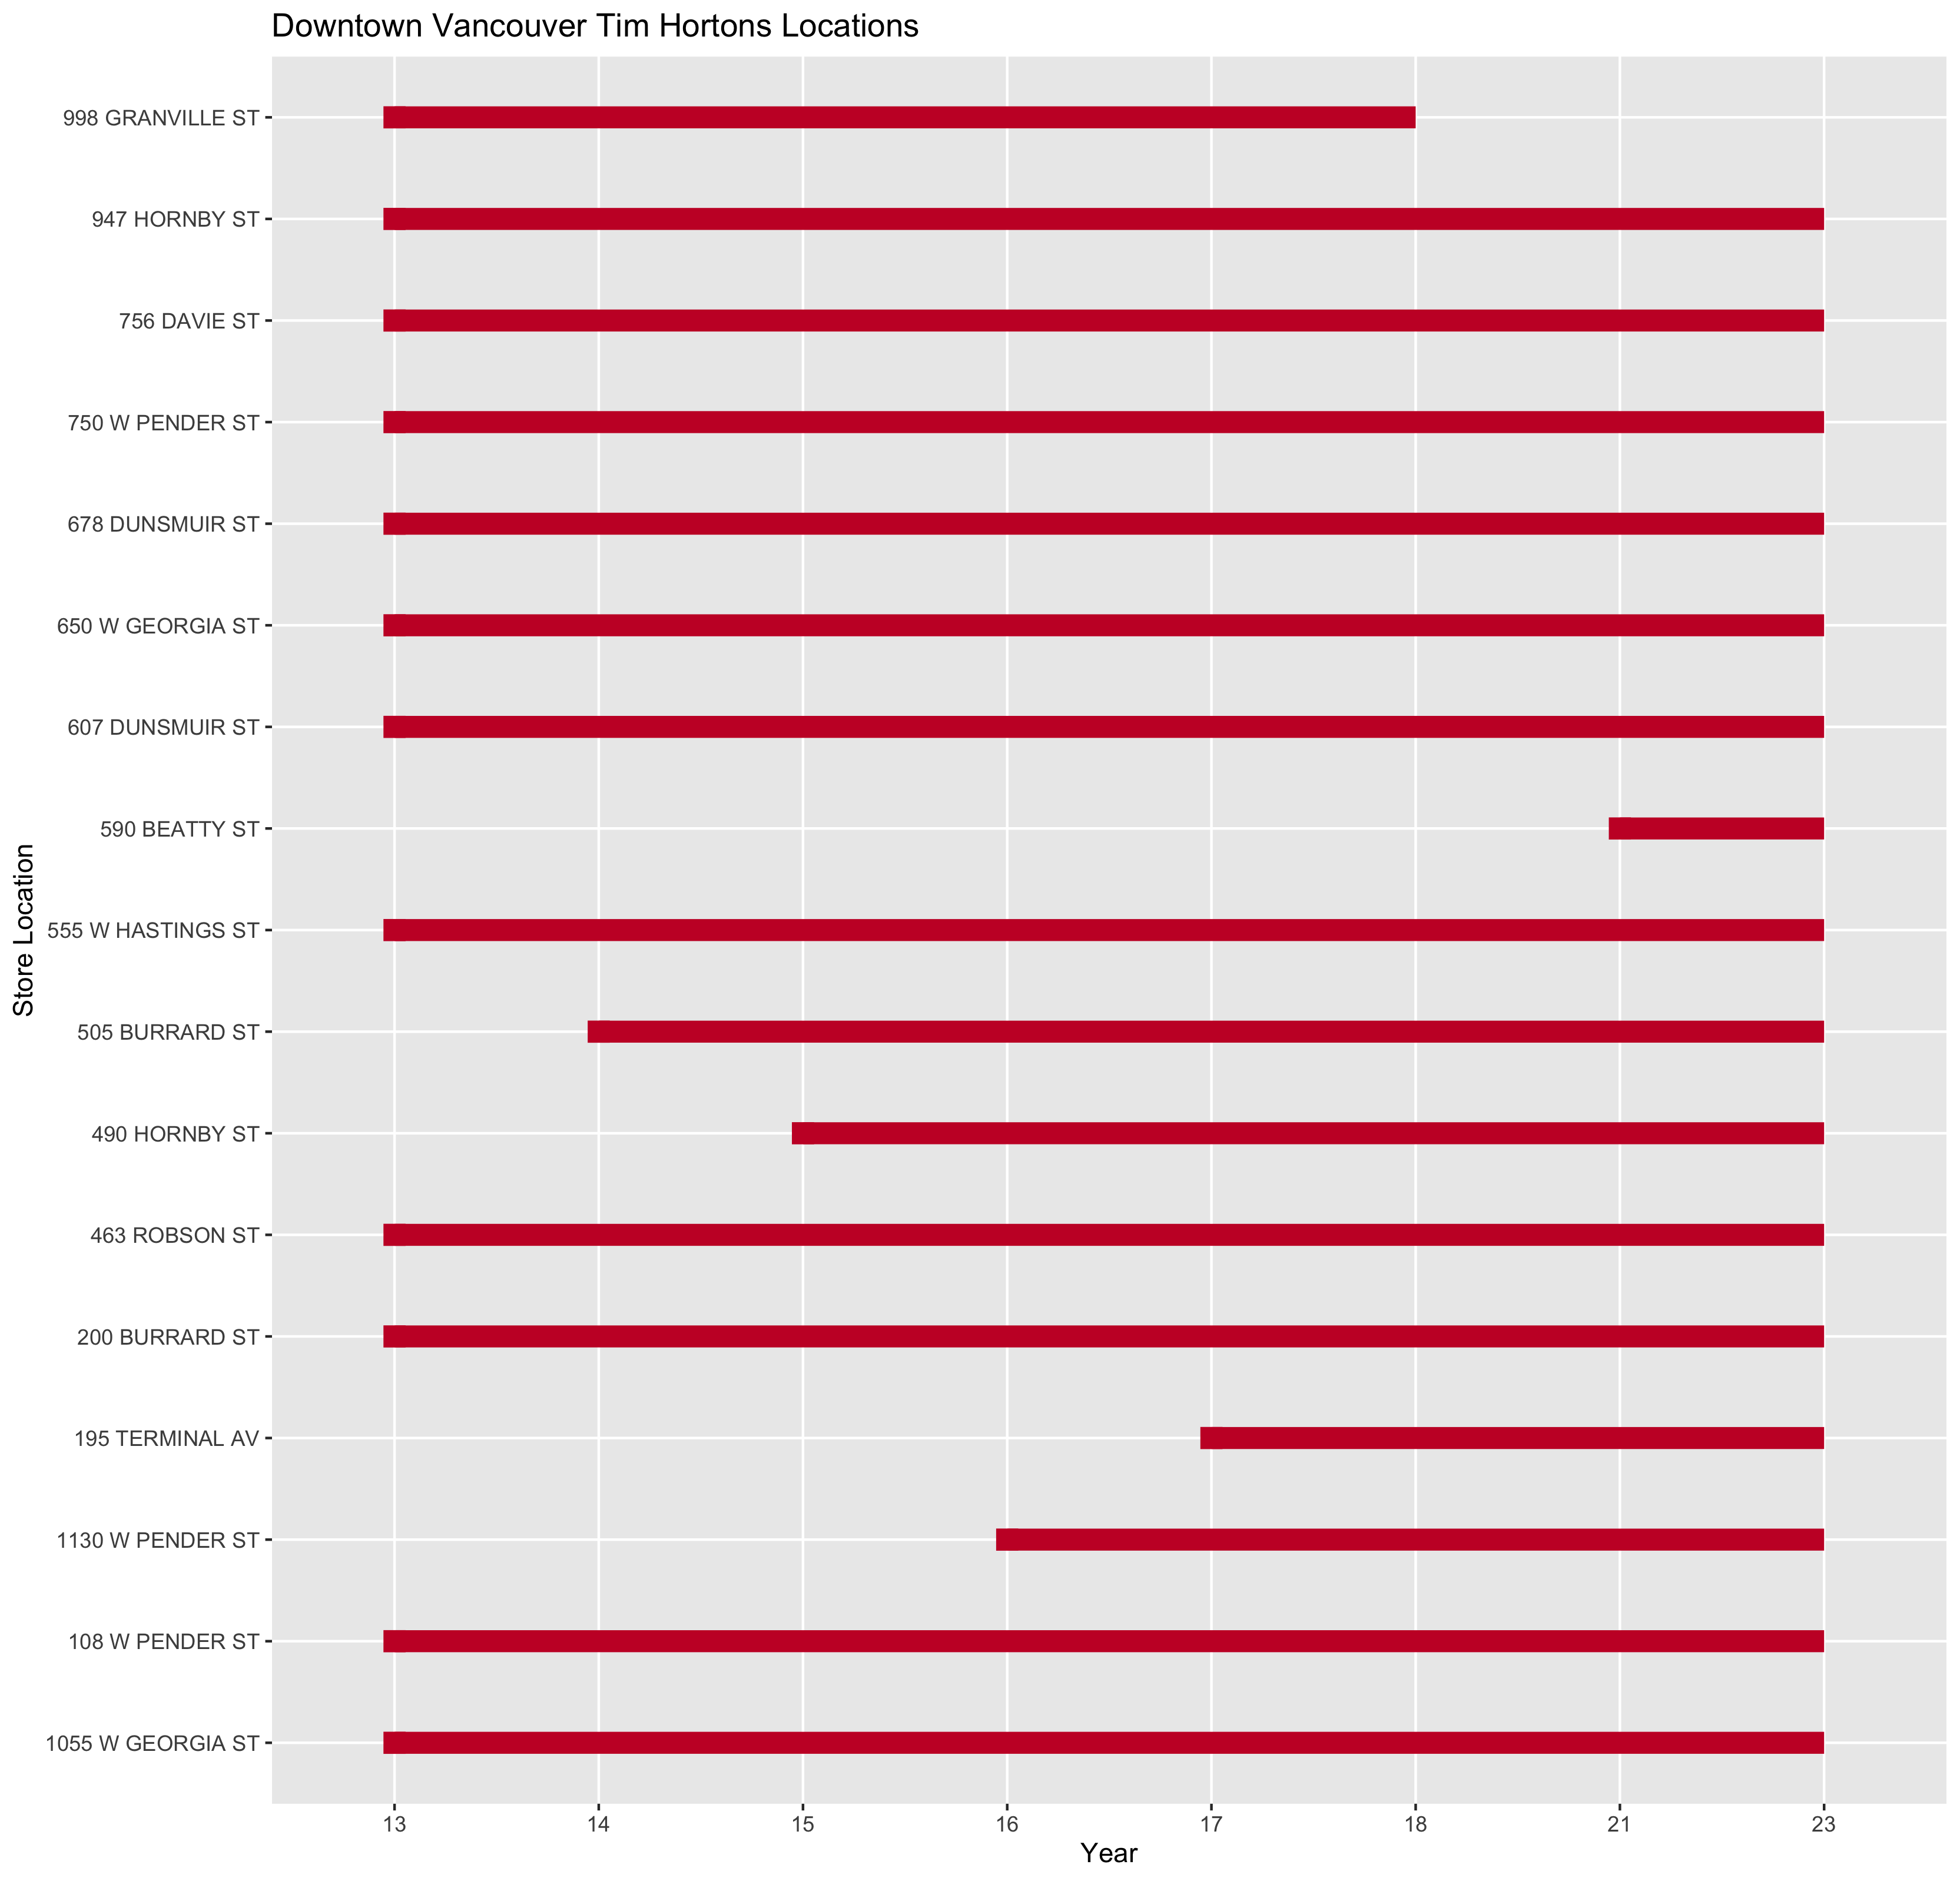 Downtown Vancouver Tim Hortons Locations
Store Location
998 GRANVILLE ST
947 HORNBY ST
756 DAVIE ST
750 W PENDER ST
678 DUNSMUIR ST
650 W GEORGIA ST
607 DUNSMUIR ST
590 BEATTY ST
555 W HASTINGS ST
505 BURRARD ST
490 HORNBY ST
463 ROBSON ST
200 BURRARD ST
195 TERMINAL AV
1130 W PENDER ST
108 W PENDER ST
1055 W GEORGIA ST
13 14 15 16 17 18 21 23
Year